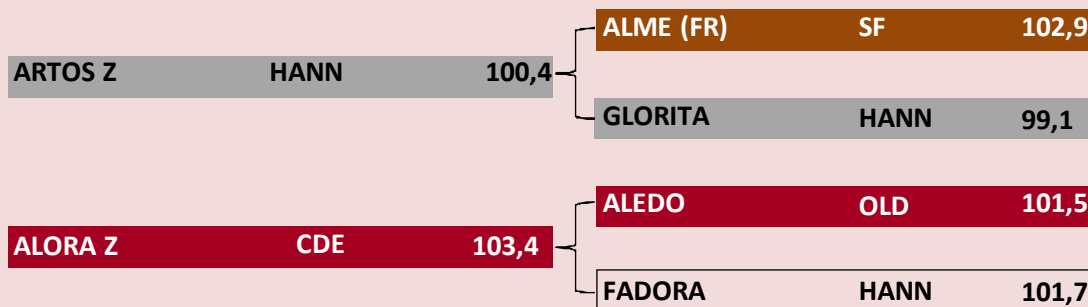 ALME (FR) SF 102,9
ARTOS Z HANN 100,4
GLORITA HANN 99,1
ALEDO OLD 101,5
ALORA Z CDE 103,4
FADORA HANN 101,7